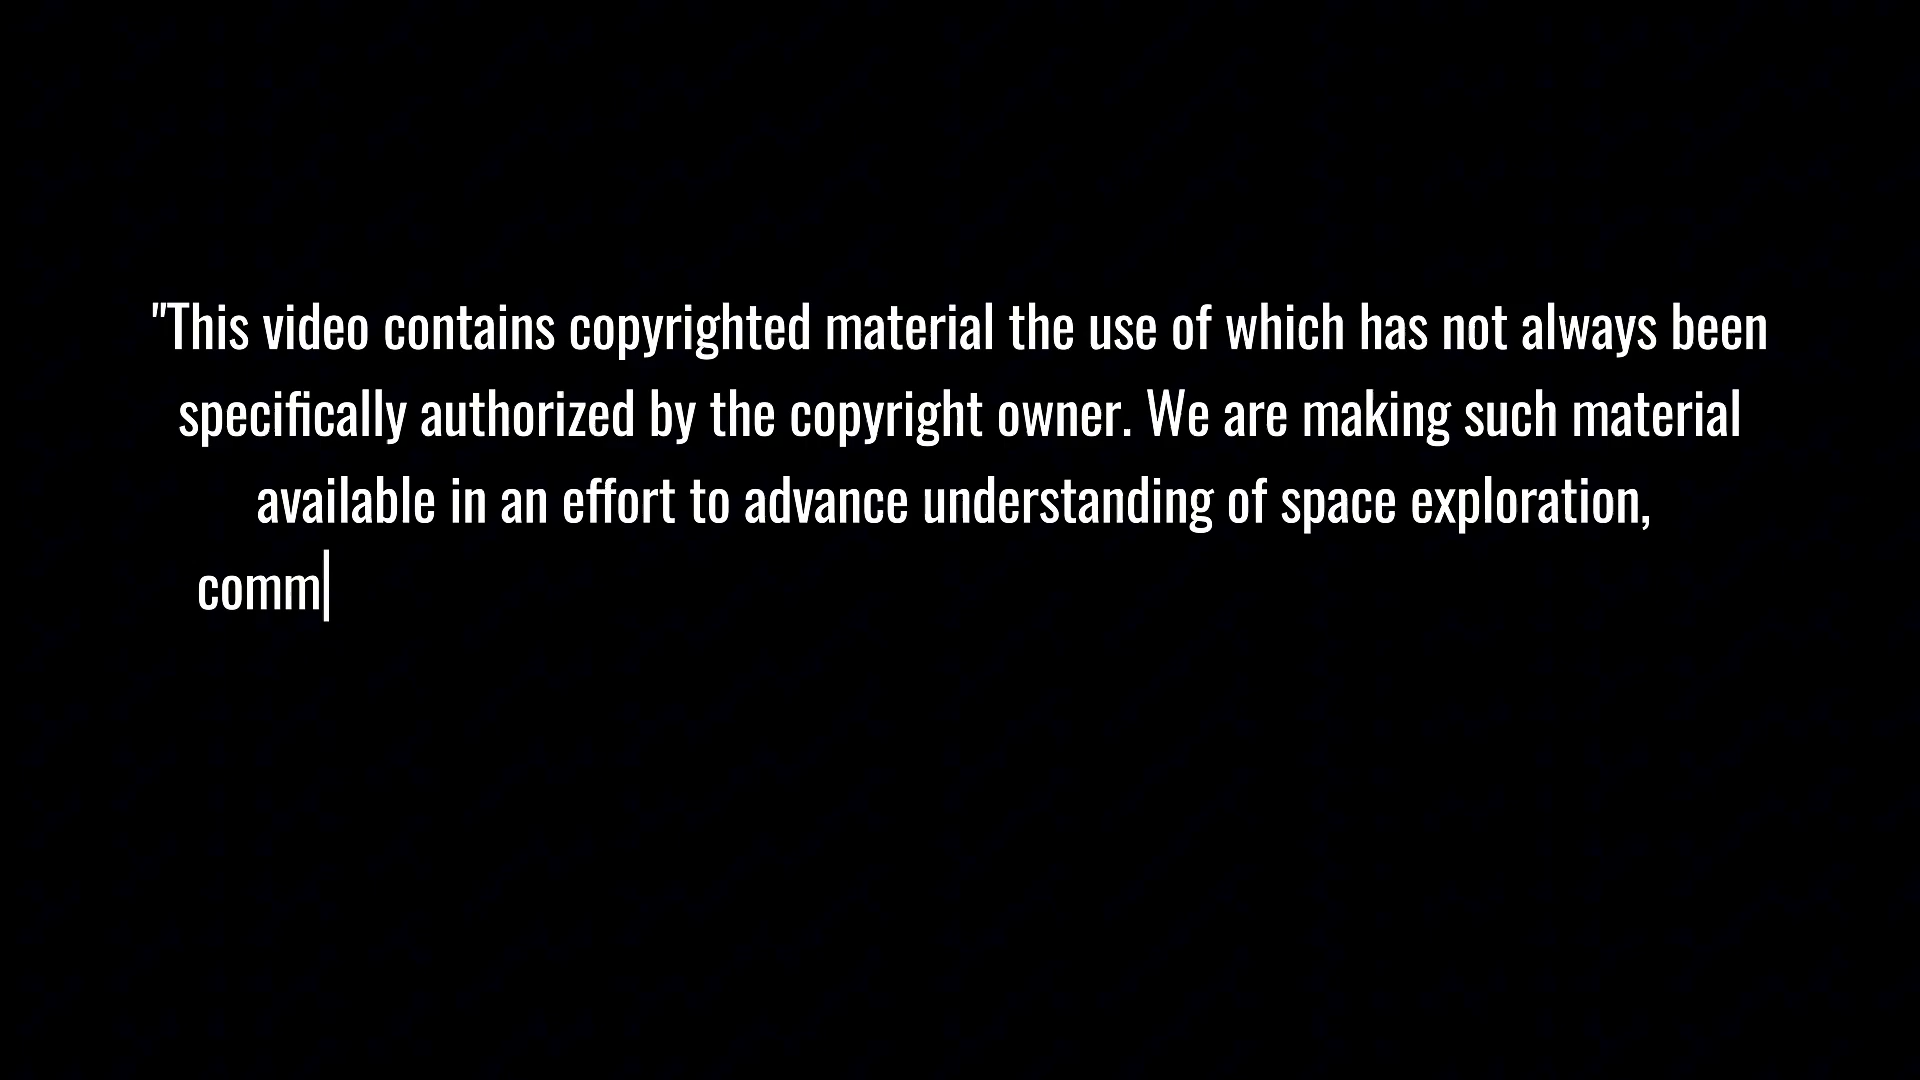 "This video contains copyrighted material the use of which has not always been
specifically authorized by the copyright owner. We are making such material
available in an effort to advance understanding of space exploration,
comm